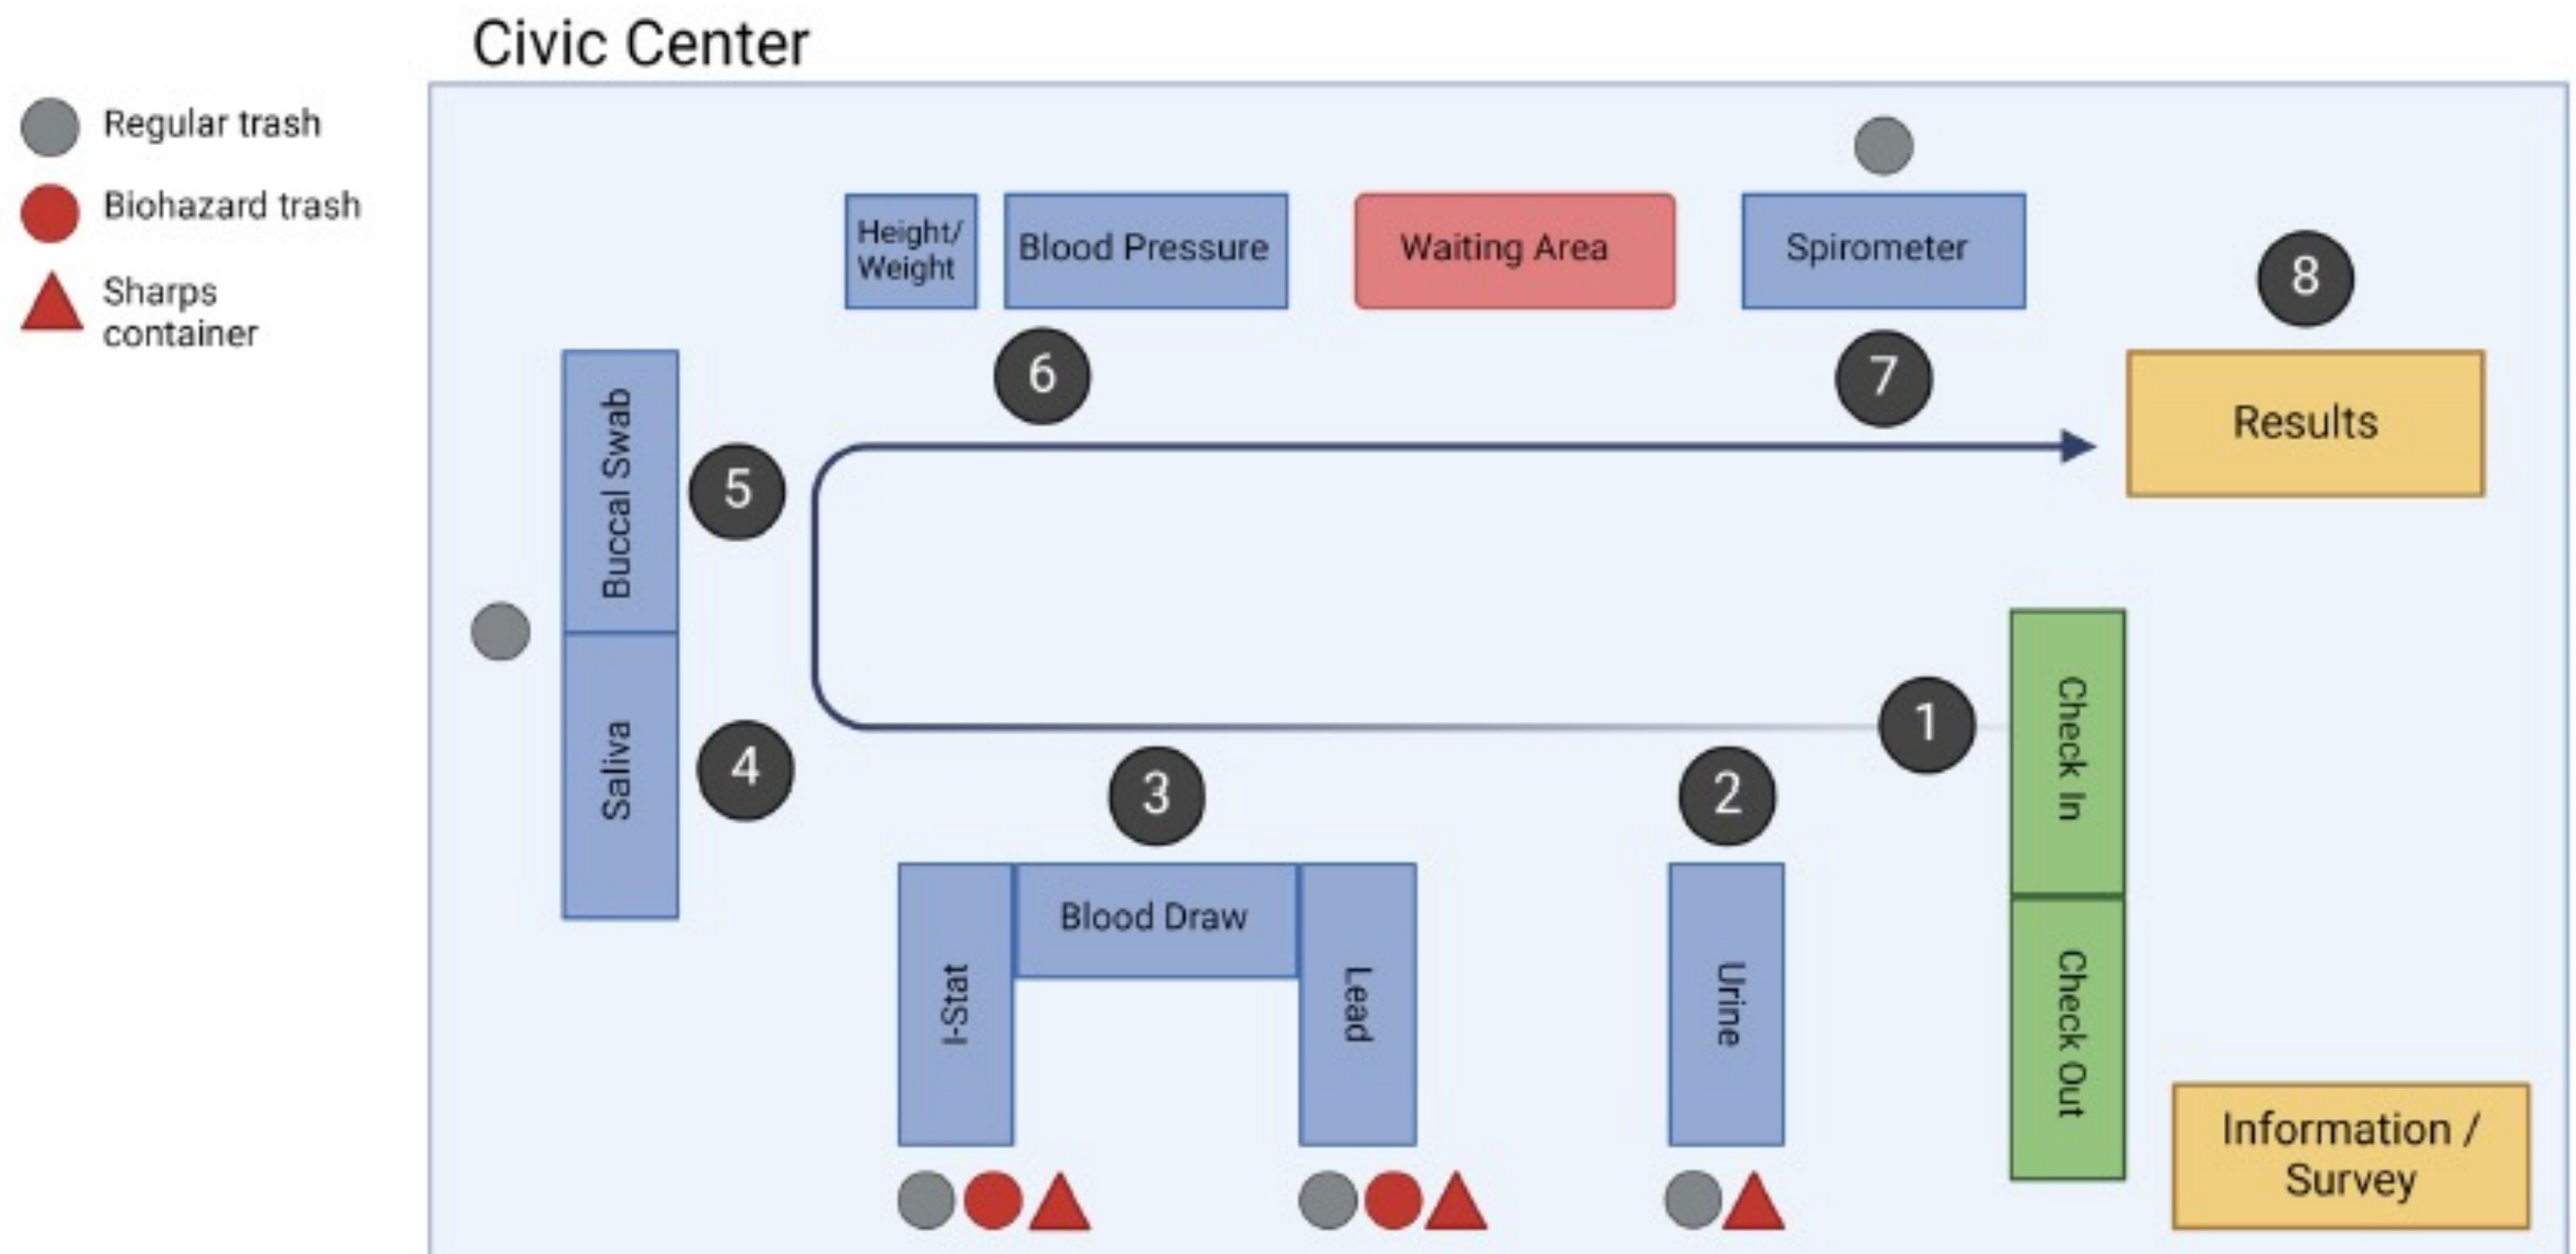 Civic Center
Regular trash
Biohazard trash
Sharps
container
Height/
Weight
Blood Pressure
Waiting Area
Spirometer
8
6
7
Results
Buccal Swab
5
Saliva
4
3
2
1
Check In
Check Out
I-Stat
Blood Draw
Lead
Urine
Information /
Survey